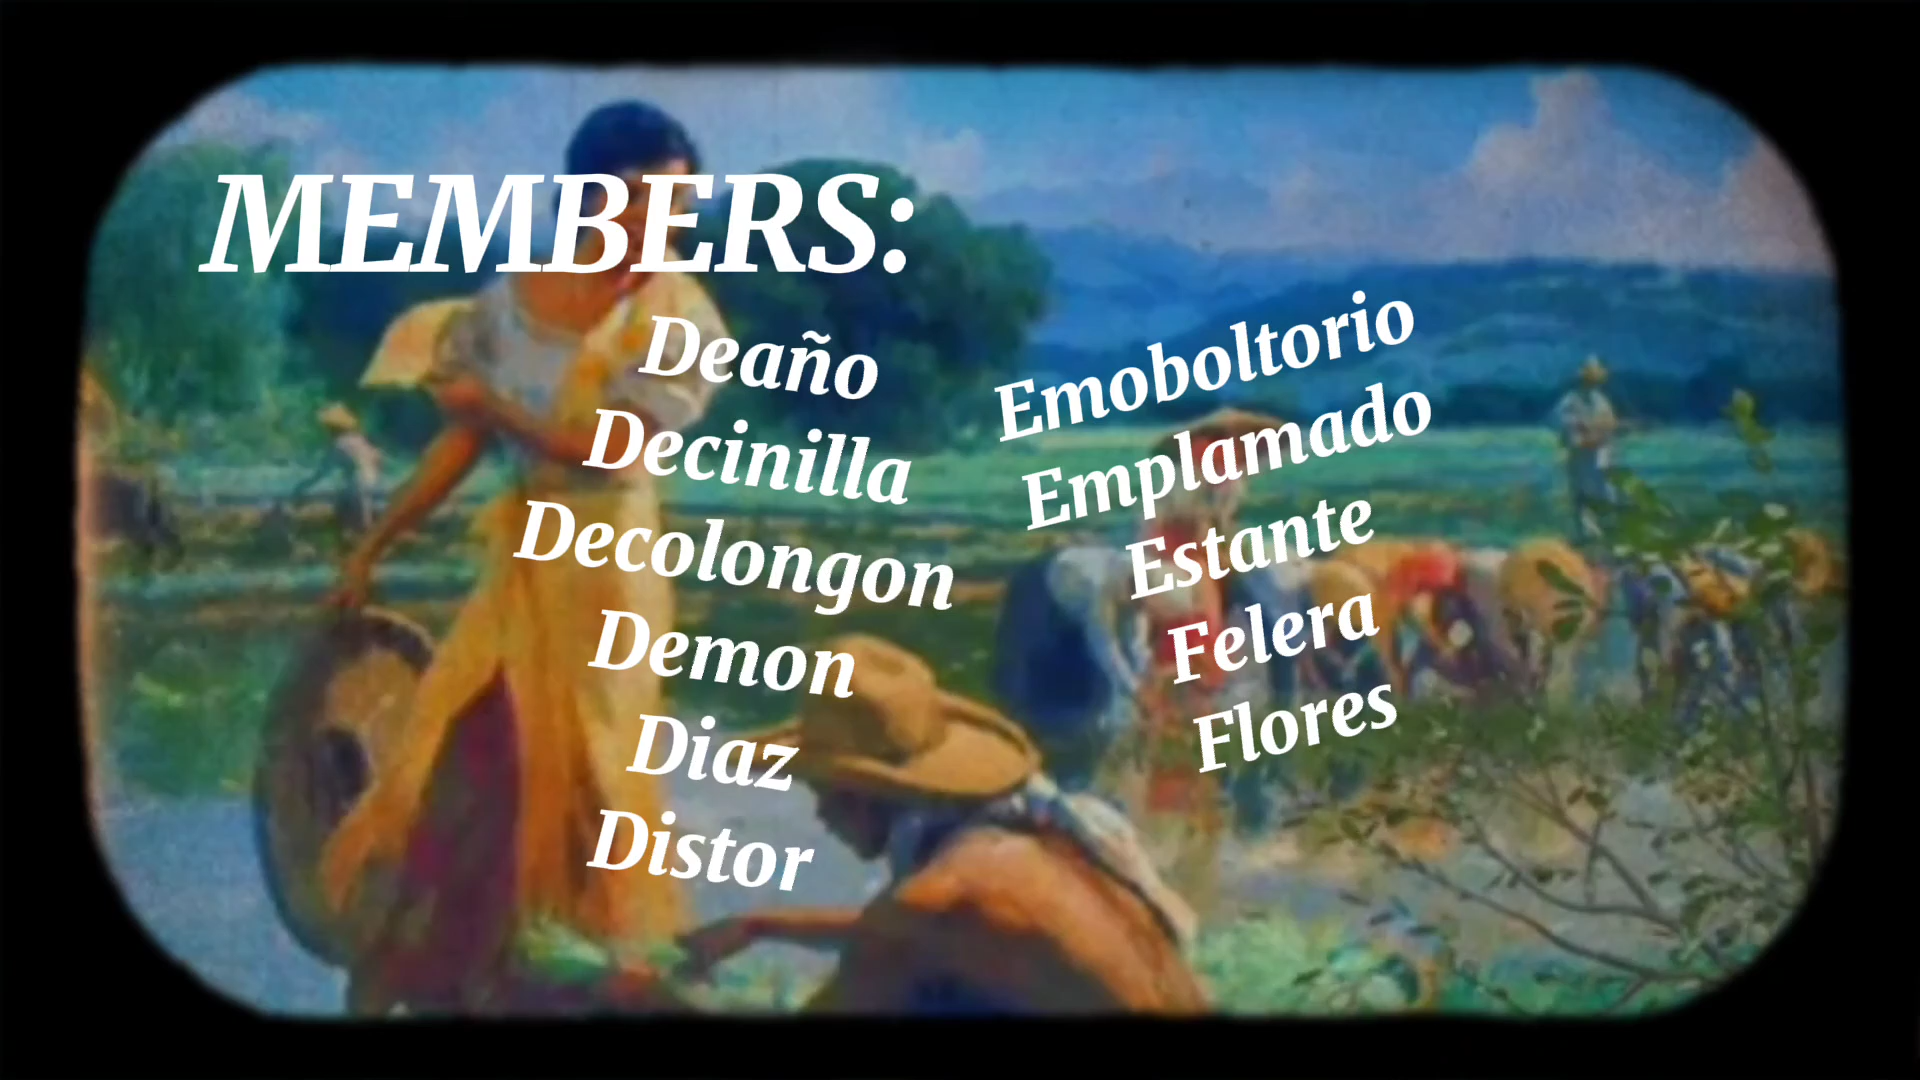 MEMBERS:
Deaño
Decinilla
Decolongon
Demon
Diaz
Distor
Emoboltorio
Emplamado
Estante
Felera
Flores